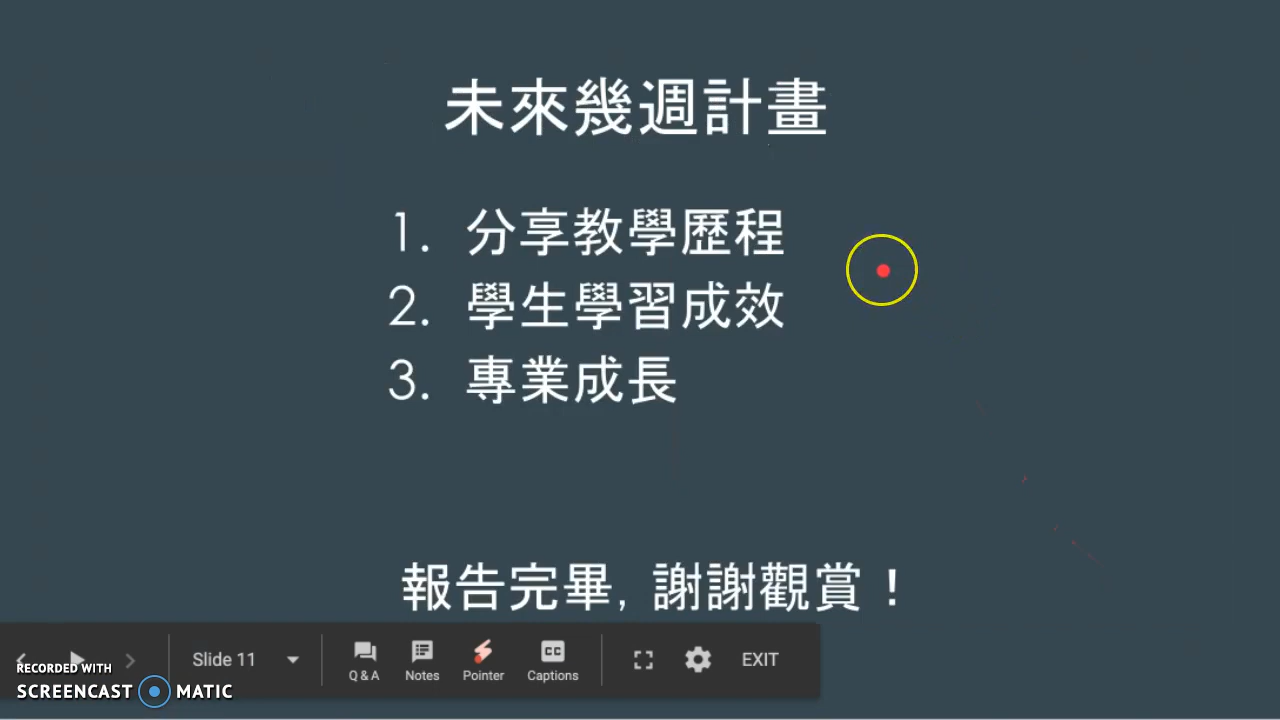 未來幾週計畫
1. 分享教學歷程
2. 學生學習成效
3. 專業成長
報告完畢, 謝謝觀賞！
Slide 11
Q & A
Notes
Pointer
CC
Captions
EXIT
RECORDED WITH
SCREENCAST MATIC